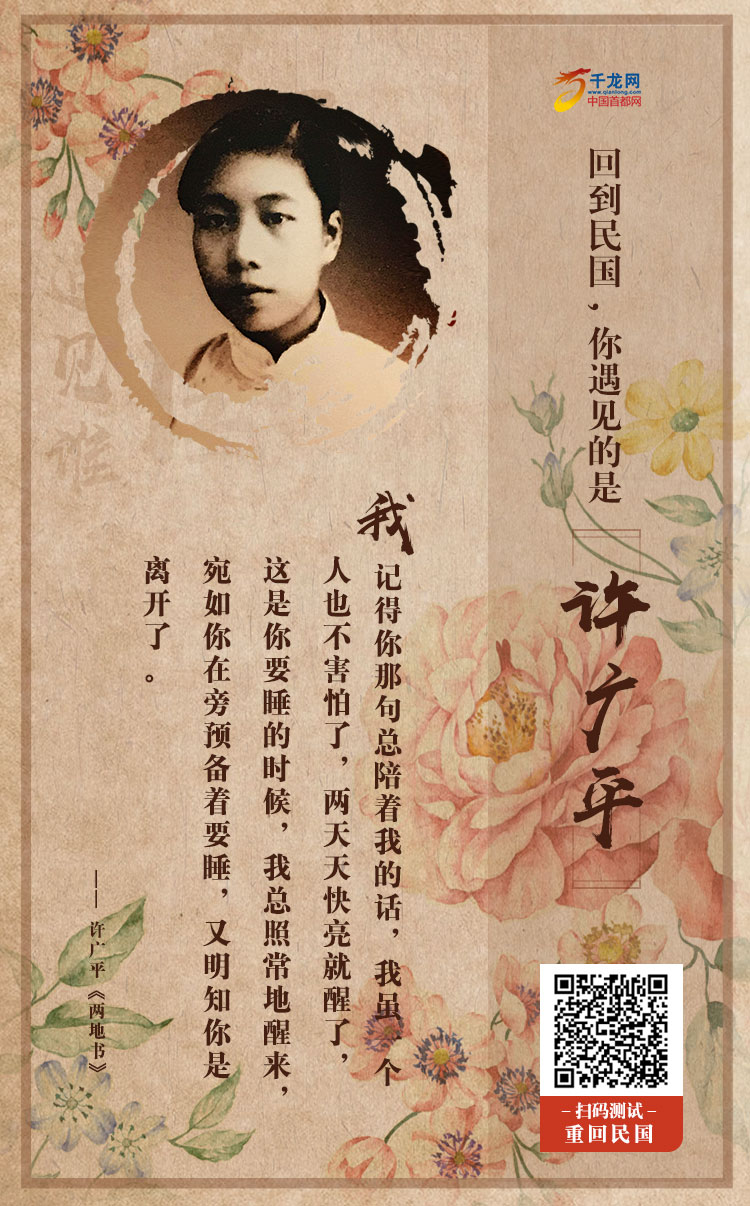 千龙网
www.qianlong.com
中国首都网
回到民国，你遇见的是
许广平
我
记得你那句总陪着我的话，我虽一个
人也不害怕了，两天天快亮就醒了，
这是你要睡的时候，我总照常地醒来，
宛如你在旁预备着要睡，又明知你是
离开了。
——许广平《两地书》
遇见谁
–扫码测试–
重回民国